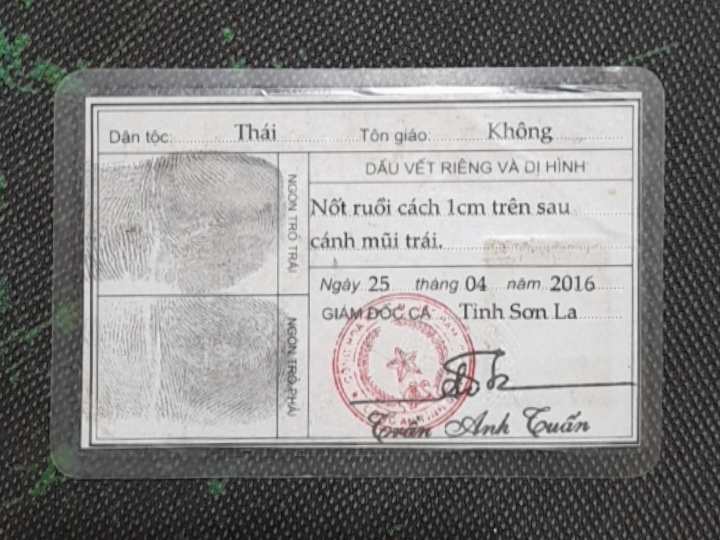 Dân tộc: Thái Tôn giáo: Không
NGÓN TRỎ TRÁI
DẤU VẾT RIÊNG VÀ DỊ HÌNH
Nốt ruồi cách 1cm trên sau
cánh mũi trái.
Ngày 25 tháng 04 năm 2016
GIÁM ĐỐC CA Tỉnh Sơn La
NGÓN TRỎ PHẢI
Trần Anh Tuấn